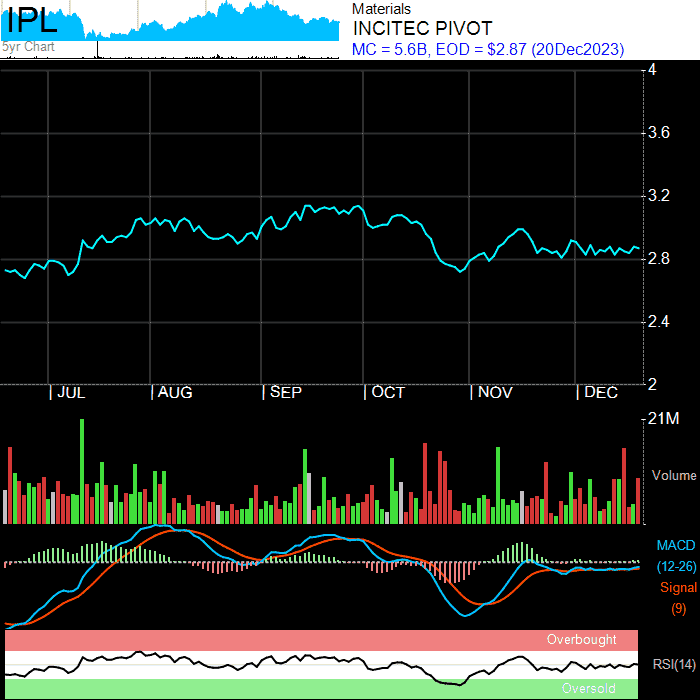 IPL
5yr Chart
Materials
INCITEC PIVOT
MC = 5.6B, EOD = $2.87 (20Dec2023)
4
3.6
3.2
2.8
2.4
2
| JUL | AUG | SEP | OCT | NOV | DEC
21M
Volume
MACD
(12-26)
Signal
(9)
Overbought
RSI(14)
Oversold